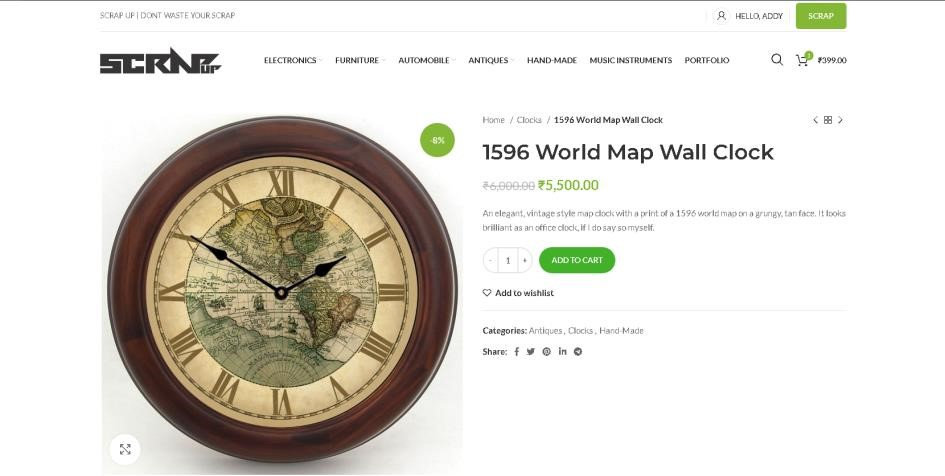 SCRAP UP | DONT WASTE YOUR SCRAP
HELLO, ADDY
SCRAP
SCRAP UP
ELECTRONICS FURNITURE AUTOMOBILE ANTIQUES HAND-MADE MUSIC INSTRUMENTS PORTFOLIO
₹399.00
-8%
Home / Clocks / 1596 World Map Wall Clock
1596 World Map Wall Clock
₹6,000.00 ₹5,500.00
An elegant, vintage style map clock with a print of a 1596 world map on a grungy, tan face. It looks
brilliant as an office clock, if I do say so myself.
- 1 +
ADD TO CART
Add to wishlist
Categories: Antiques, Clocks, Hand-Made
Share: